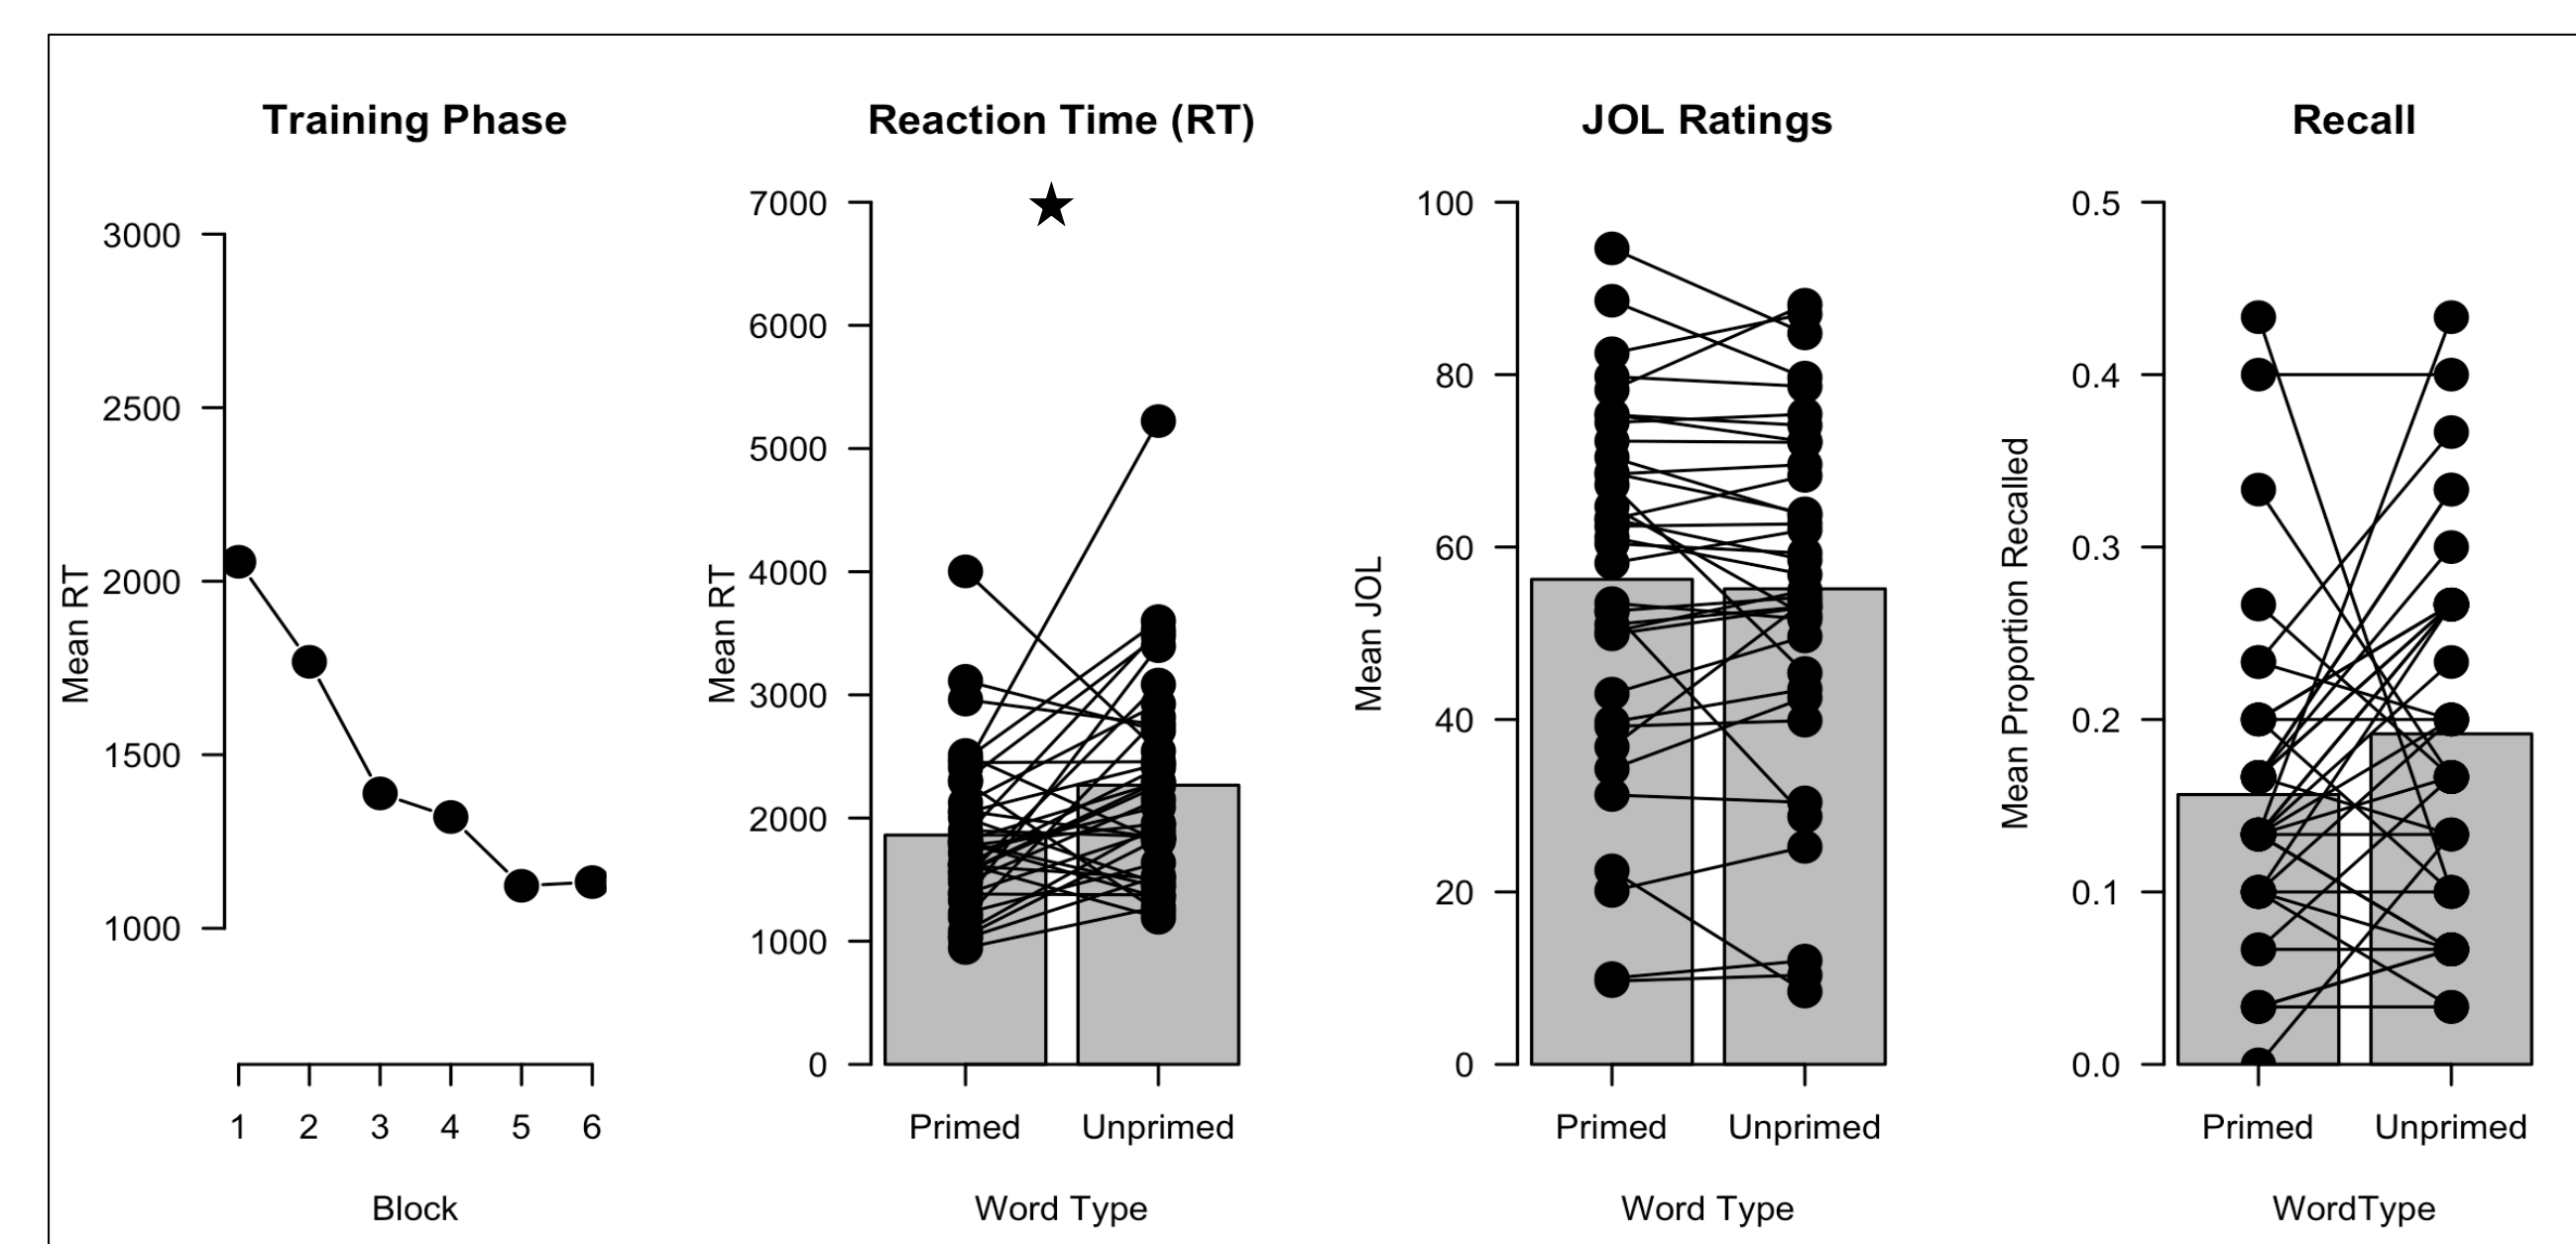 Training Phase
Mean RT
3000
2500
2000
1500
1000
1 2 3 4 5 6
Block
Reaction Time (RT)
Mean RT
7000
6000
5000
4000
3000
2000
1000
0
Primed Unprimed
Word Type
JOL Ratings
Mean JOL
100
80
60
40
20
0
Primed Unprimed
Word Type
Recall
Mean Proportion Recalled
0.5
0.4
0.3
0.2
0.1
0.0
Primed Unprimed
WordType